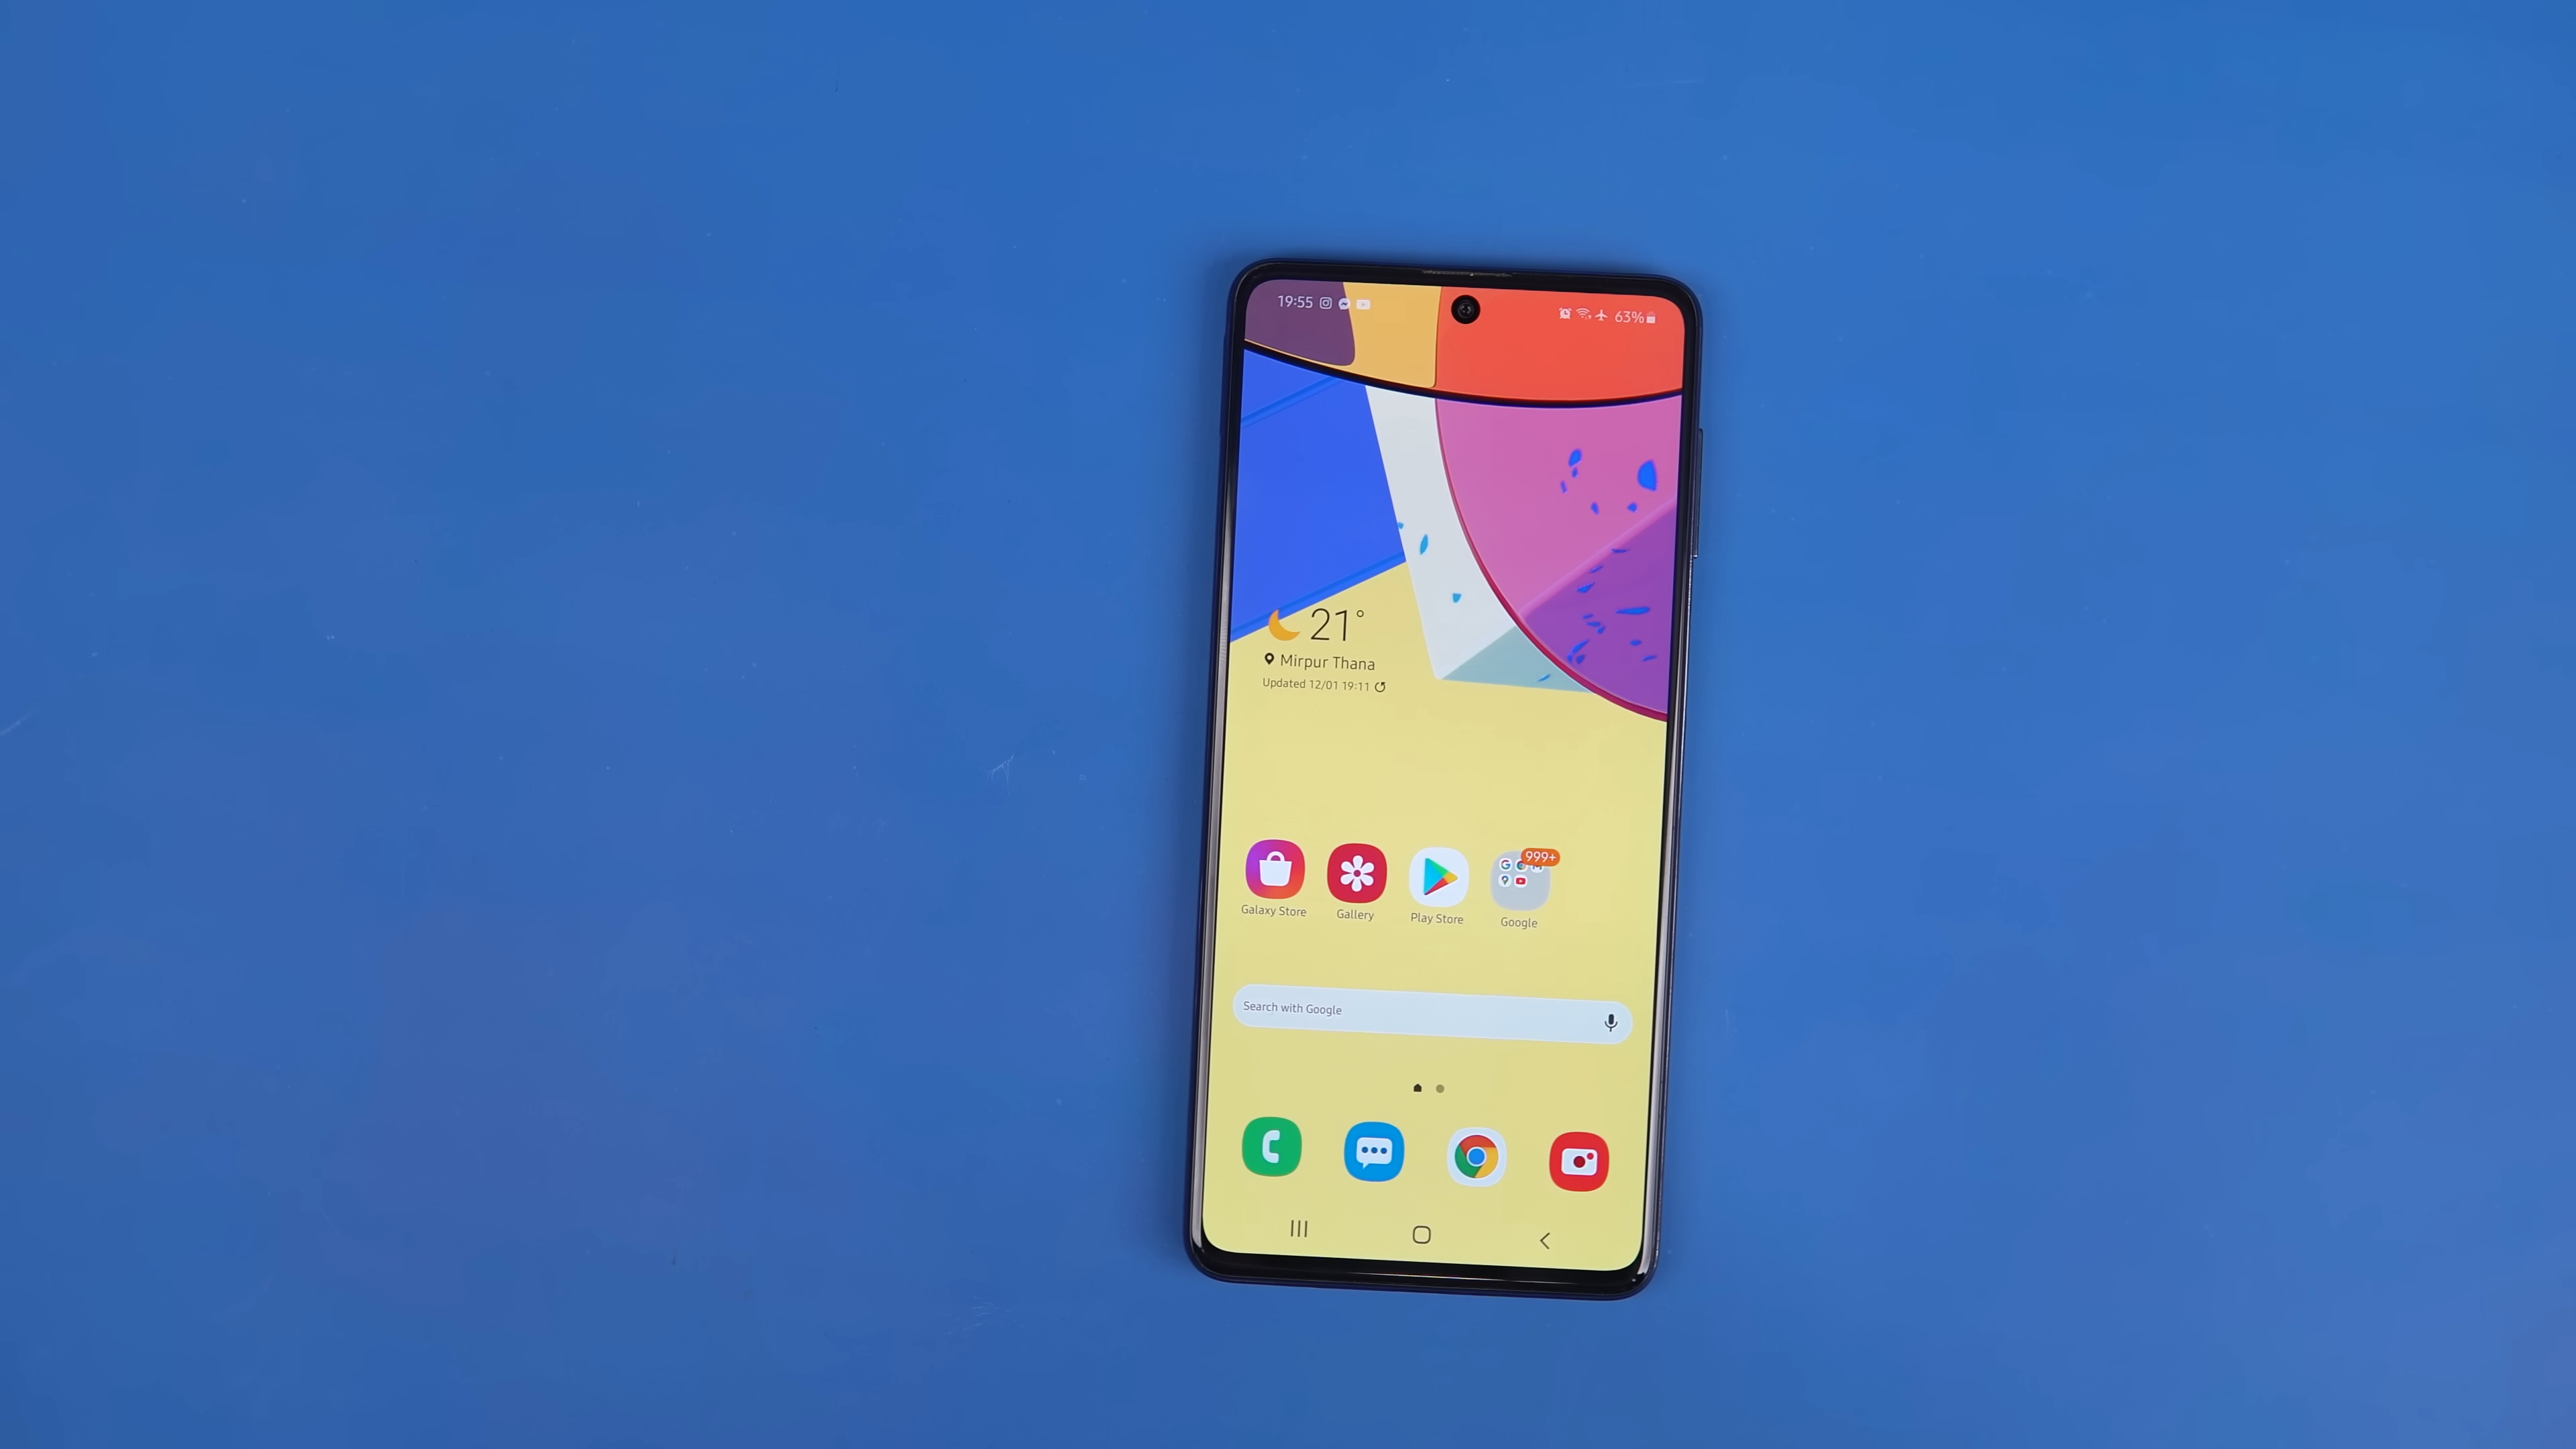 19:55
63%
21°
Mirpur Thana
Updated 12/01 19:11
999+
Galaxy Store
Gallery
Play Store
Google
Search with Google